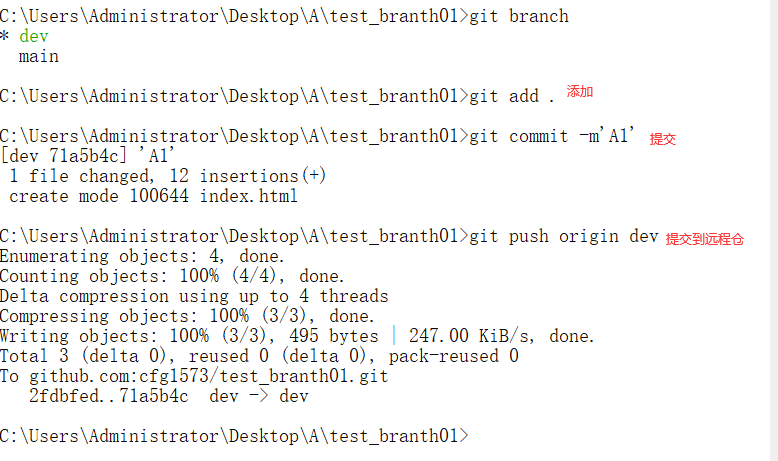 C:\Users\Administrator\Desktop\A\test_branth01>git branch
* dev
  main
C:\Users\Administrator\Desktop\A\test_branth01>git add . 添加
C:\Users\Administrator\Desktop\A\test_branth01>git commit -m'A1' 提交
[dev 71a5b4c] 'A1'
 1 file changed, 12 insertions(+)
 create mode 100644 index.html
C:\Users\Administrator\Desktop\A\test_branth01>git push origin dev 提交到远程仓
Enumerating objects: 4, done.
Counting objects: 100% (4/4), done.
Delta compression using up to 4 threads
Compressing objects: 100% (3/3), done.
Writing objects: 100% (3/3), 495 bytes | 247.00 KiB/s, done.
Total 3 (delta 0), reused 0 (delta 0), pack-reused 0
To github.com:cfg1573/test_branth01.git
   2fdbfed..71a5b4c  dev -> dev
C:\Users\Administrator\Desktop\A\test_branth01>